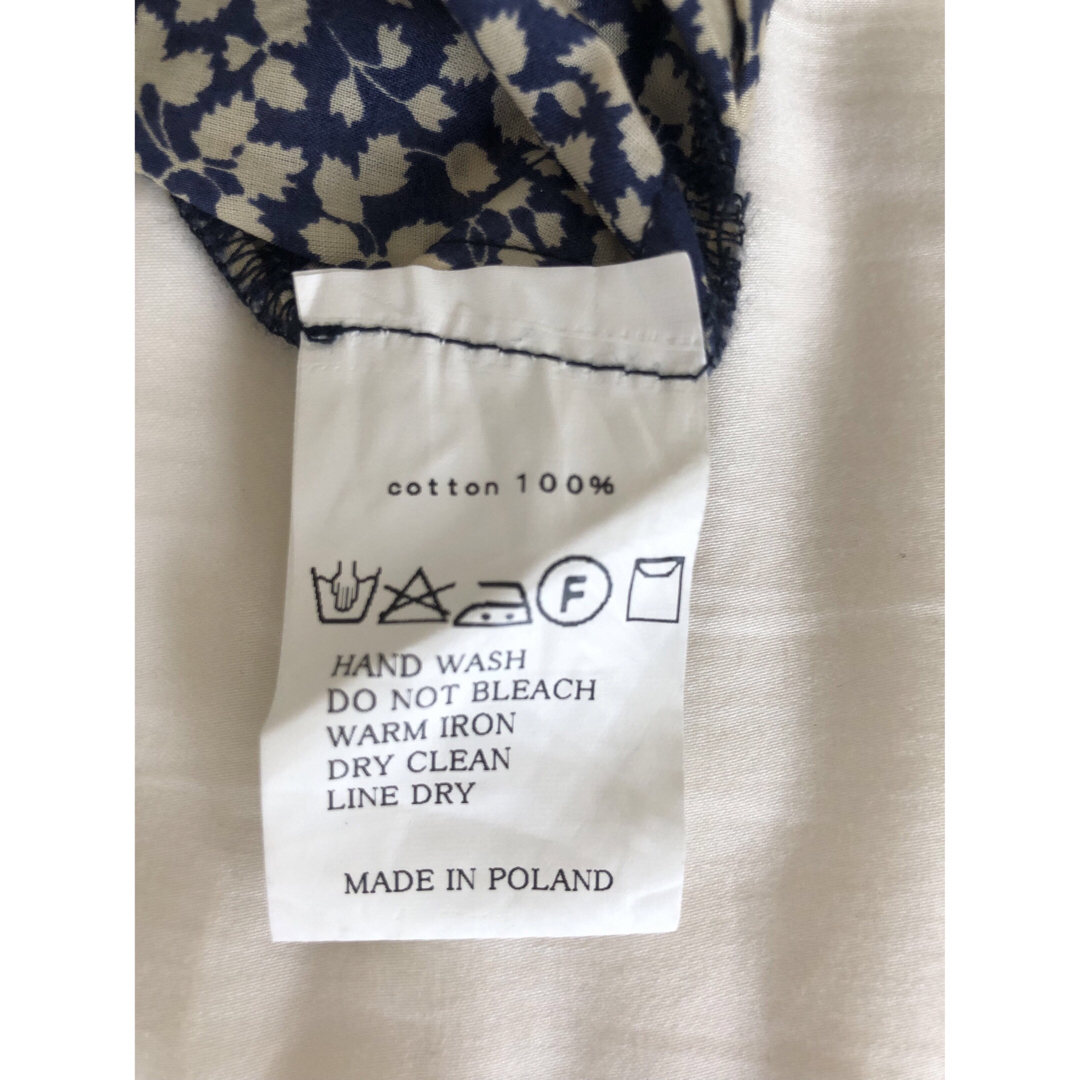 cotton 100%
F
HAND WASH
DO NOT BLEACH
WARM IRON
DRY CLEAN
LINE DRY
MADE IN POLAND